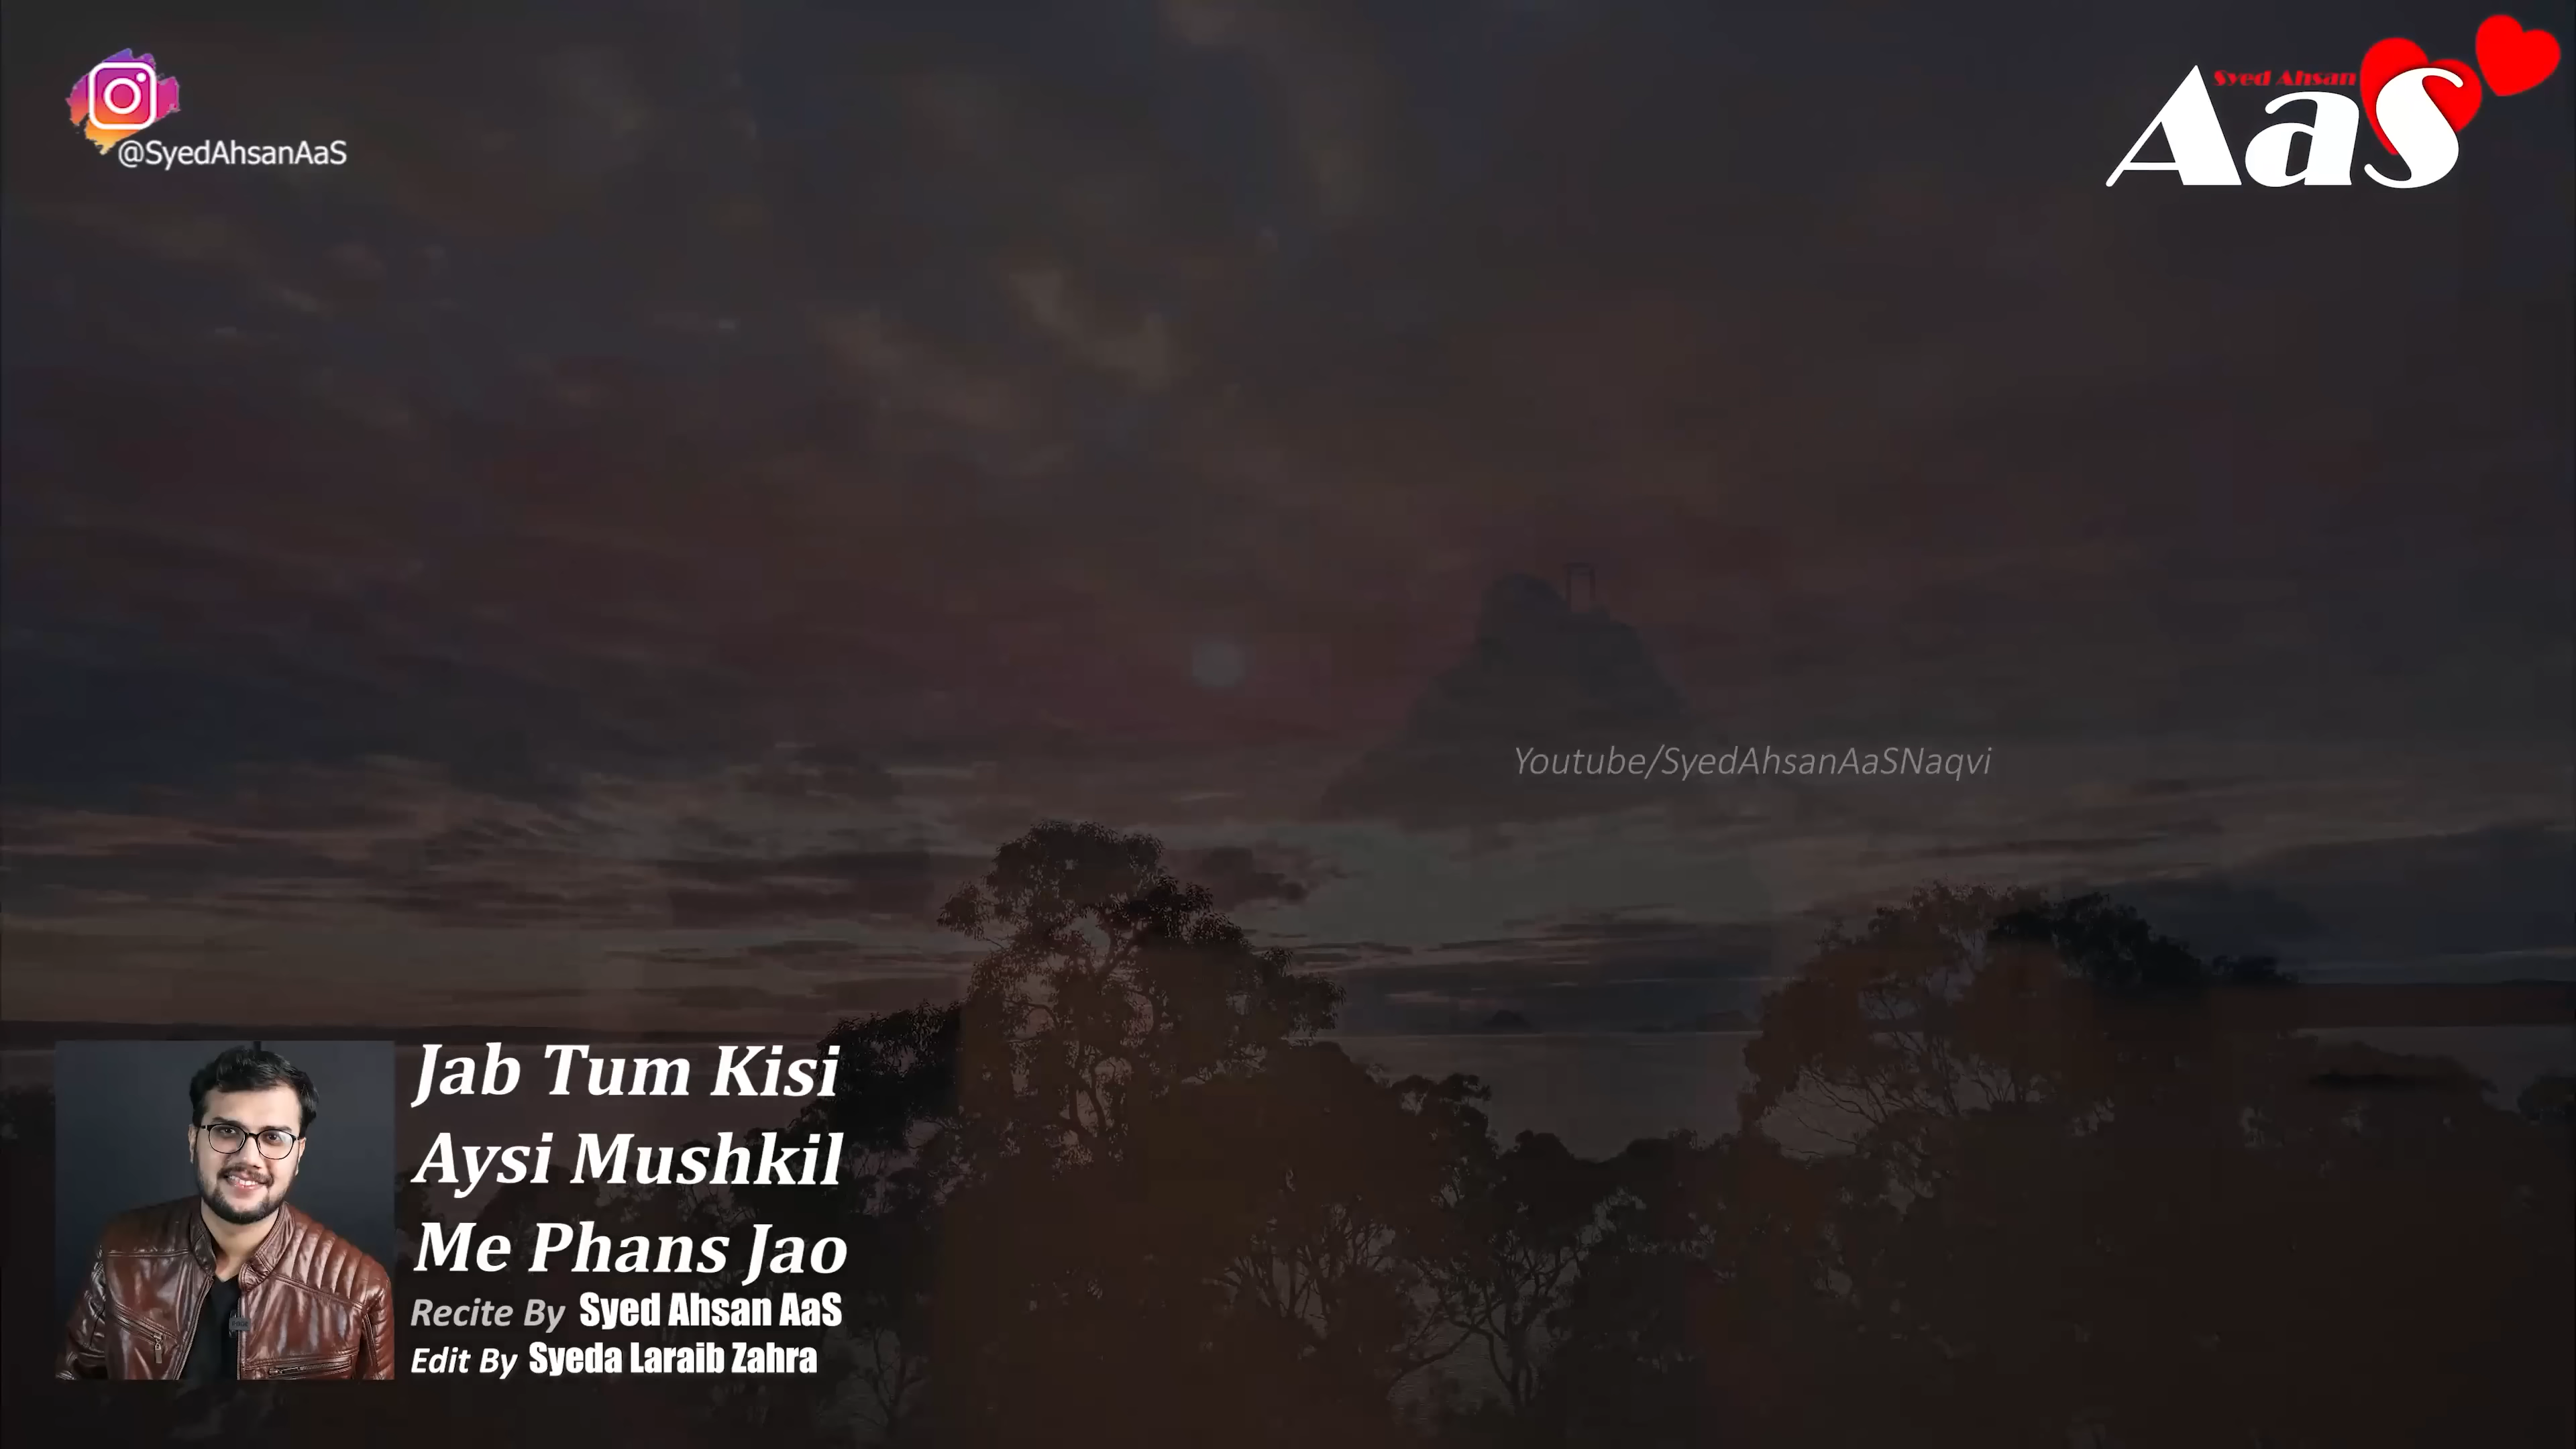 @SyedAhsanAaS
Syed Ahsan
AaS
Youtube/SyedAhsanAaSNaqvi
Jab Tum Kisi
Aysi Mushkil
Me Phans Jao
Recite By Syed Ahsan AaS
Edit By Syeda Laraib Zahra